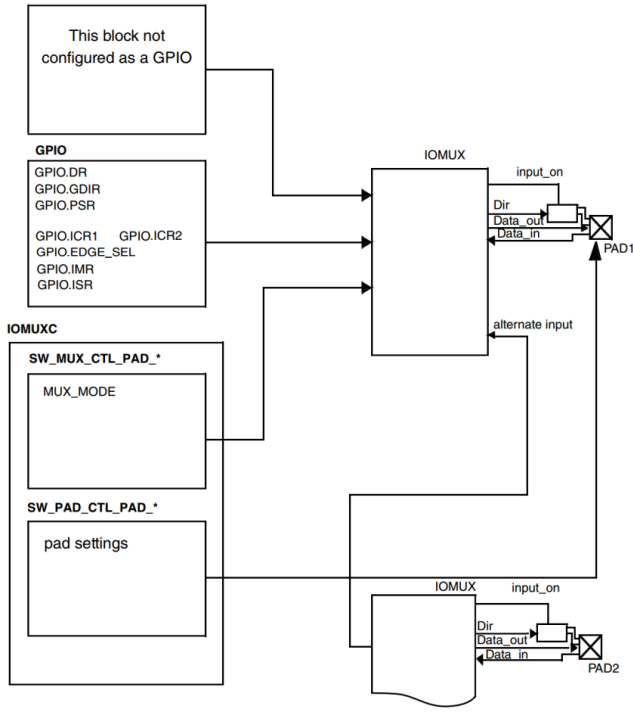 This block not
configured as a GPIO
GPIO
GPIO.DR
GPIO.GDIR
GPIO.PSR
GPIO.ICR1 GPIO.ICR2
GPIO.EDGE_SEL
GPIO.IMR
GPIO.ISR
IOMUXC
SW_MUX_CTL_PAD_*
MUX_MODE
SW_PAD_CTL_PAD_*
pad settings
IOMUX
input_on
Dir
Data_out
Data_in
PAD1
alternate input
IOMUX
input_on
Dir
Data_out
Data_in
PAD2